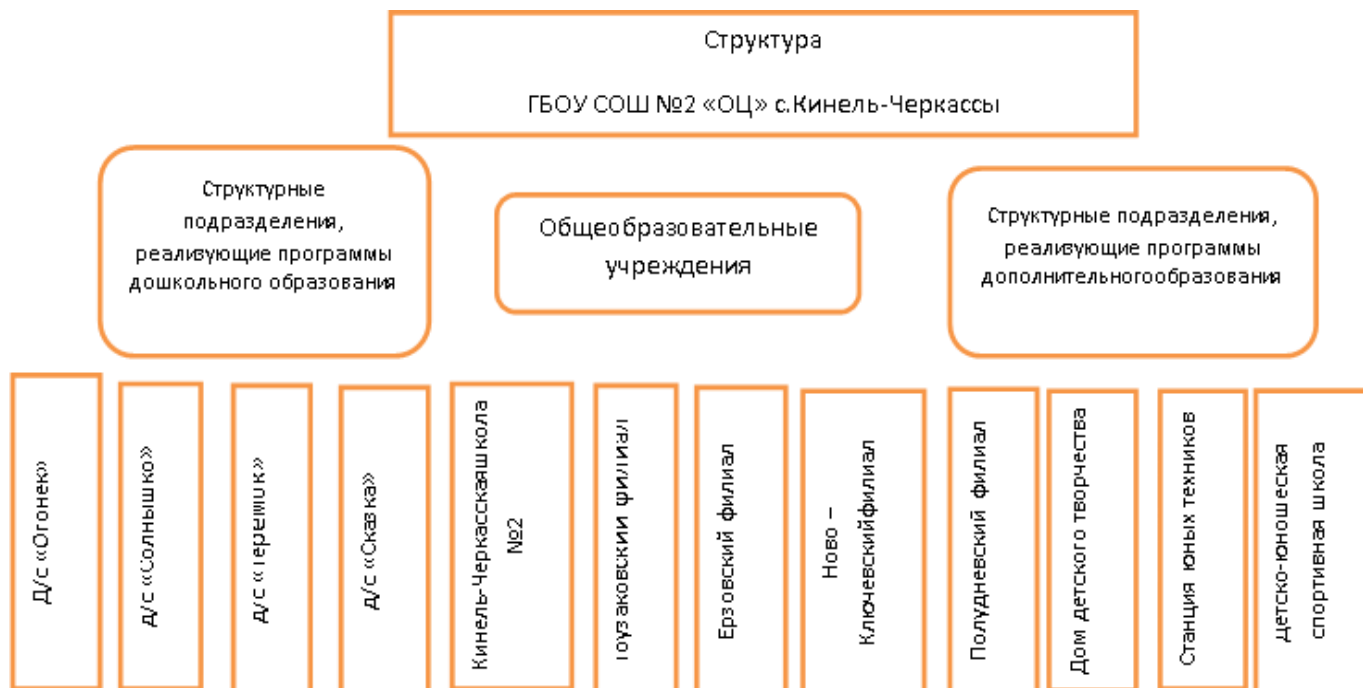 Структура
ГБОУ СОШ №2 «ОЦ» с.Кинель-Черкассы
Структурные
подразделения,
реализующие программы
дошкольного образования
Общеобразовательные
учреждения
Структурные подразделения,
реализующие программы
дополнительногообразования
Д/с «Огонек»
д/с «Солнышко»
д/с «Теремок»
д/с «Сказка»
Кинель-Черкасскаяшкола
№2
филиал
Ерзовский филиал
Ново –
Ключевскийфилиал
Полудневский филиал
Дом детского творчества
Станция юных техников
детско-юношеская
спортивная школа